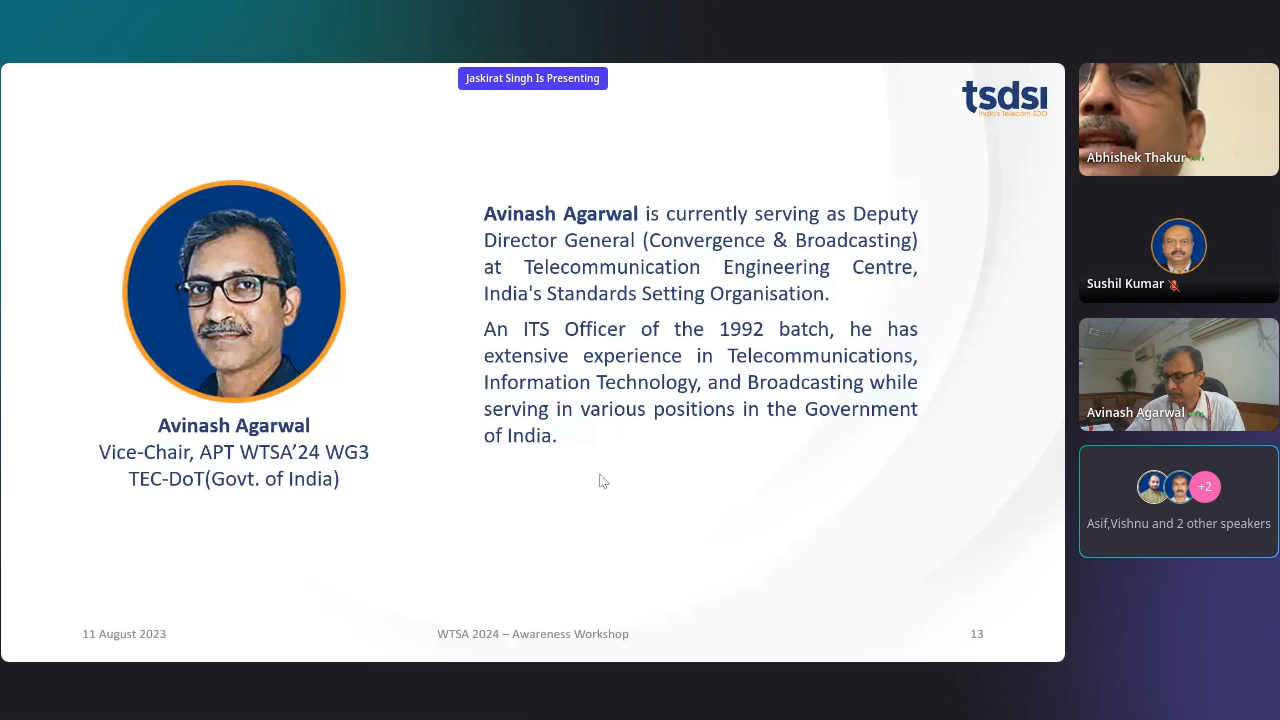 Jaskirat Singh Is Presenting
tsdsi
India's Telecom SDO
Avinash Agarwal is currently serving as Deputy
Director General (Convergence & Broadcasting)
at Telecommunication Engineering Centre,
India's Standards Setting Organisation.
An ITS Officer of the 1992 batch, he has
extensive experience in Telecommunications,
Information Technology, and Broadcasting while
serving in various positions in the Government
of India.
Avinash Agarwal
Vice-Chair, APT WTSA’24 WG3
TEC-DoT(Govt. of India)
11 August 2023
WTSA 2024 – Awareness Workshop
13
Abhishek Thakur
Sushil Kumar
Avinash Agarwal
+2
Asif,Vishnu and 2 other speakers